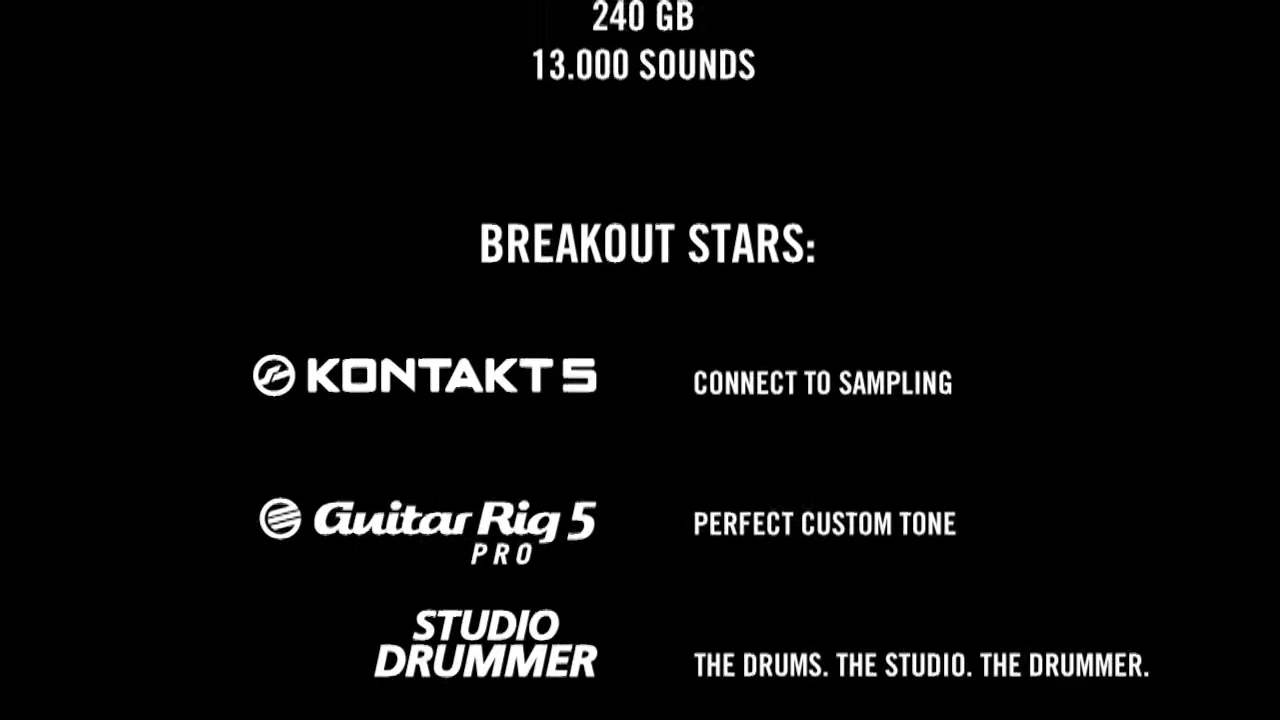 240 GB
13.000 SOUNDS
BREAKOUT STARS:
KONTAKT 5 CONNECT TO SAMPLING
Guitar Rig 5 PERFECT CUSTOM TONE
PRO
STUDIO
DRUMMER THE DRUMS. THE STUDIO. THE DRUMMER.